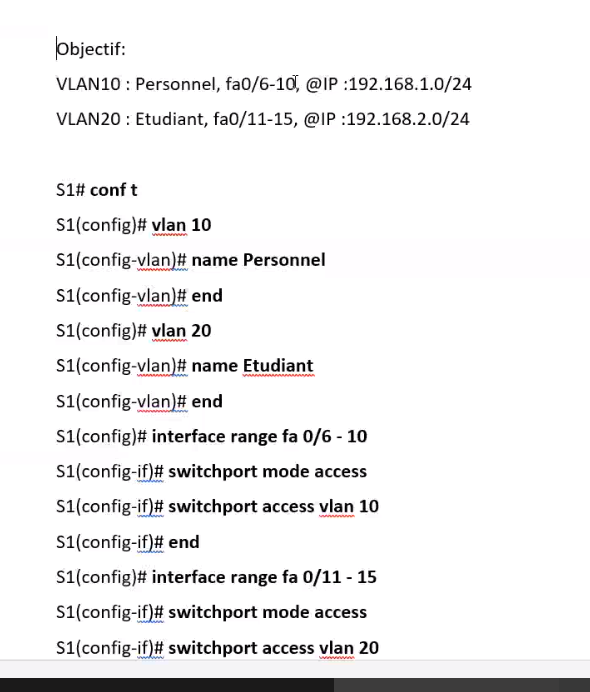 Objectif:
VLAN10 : Personnel, fa0/6-10, @IP :192.168.1.0/24
VLAN20 : Etudiant, fa0/11-15, @IP :192.168.2.0/24
S1# conf t
S1(config)# vlan 10
S1(config-vlan)# name Personnel
S1(config-vlan)# end
S1(config)# vlan 20
S1(config-vlan)# name Etudiant
S1(config-vlan)# end
S1(config)# interface range fa 0/6 - 10
S1(config-if)# switchport mode access
S1(config-if)# switchport access vlan 10
S1(config-if)# end
S1(config)# interface range fa 0/11 - 15
S1(config-if)# switchport mode access
S1(config-if)# switchport access vlan 20